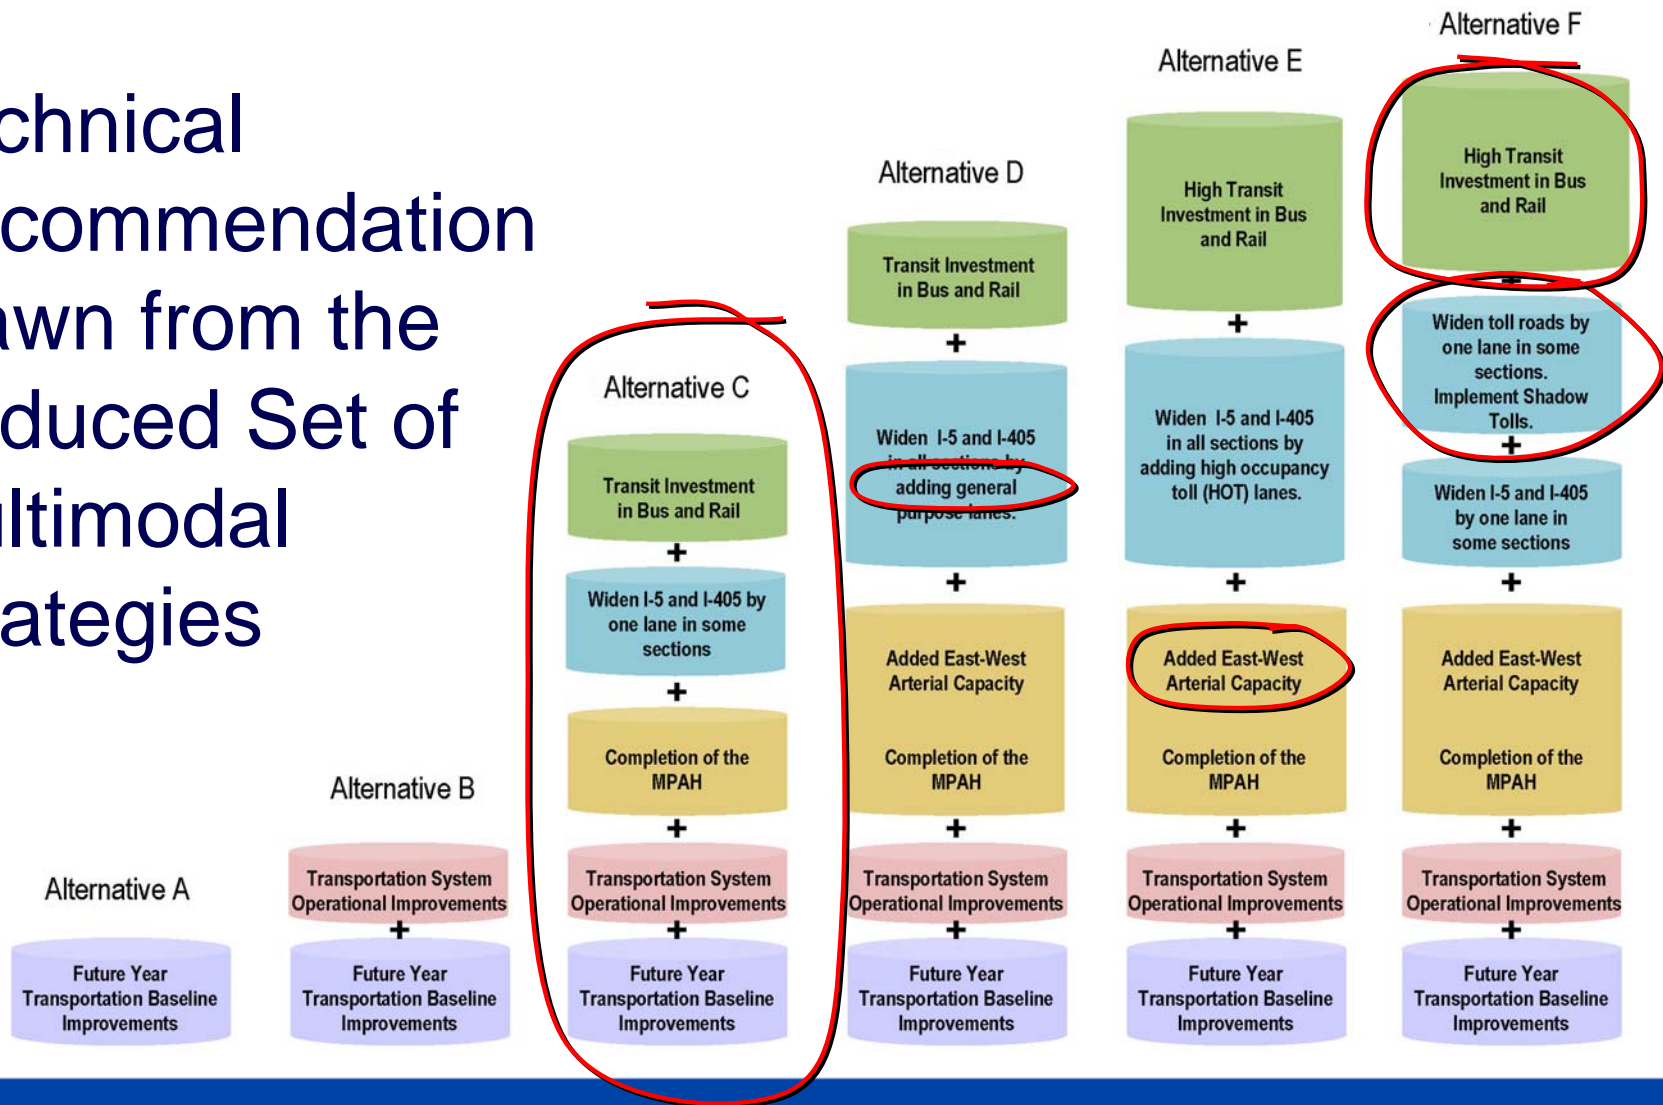 chnical
commendation
awn from the
duced Set of
ultimodal
rategies
Alternative A
Future Year
Transportation Baseline
Improvements
Alternative B
Transportation System
Operational Improvements
+
Future Year
Transportation Baseline
Improvements
Alternative C
Transit Investment
in Bus and Rail
+
Widen I-5 and I-405 by
one lane in some
sections
+
Completion of the
MPAH
+
Transportation System
Operational Improvements
+
Future Year
Transportation Baseline
Improvements
Alternative D
Transit Investment
in Bus and Rail
+
Widen I-5 and I-405
in all sections by
adding general
purpose lanes.
+
Added East-West
Arterial Capacity
Completion of the
MPAH
+
Transportation System
Operational Improvements
+
Future Year
Transportation Baseline
Improvements
Alternative E
High Transit
Investment in Bus
and Rail
+
Widen I-5 and I-405
in all sections by
adding high occupancy
toll (HOT) lanes.
+
Added East-West
Arterial Capacity
Completion of the
MPAH
+
Transportation System
Operational Improvements
+
Future Year
Transportation Baseline
Improvements
Alternative F
High Transit
Investment in Bus
and Rail
+
Widen toll roads by
one lane in some
sections.
Implement Shadow
Tolls.
+
Widen I-5 and I-405
by one lane in
some sections
+
Added East-West
Arterial Capacity
Completion of the
MPAH
+
Transportation System
Operational Improvements
+
Future Year
Transportation Baseline
Improvements